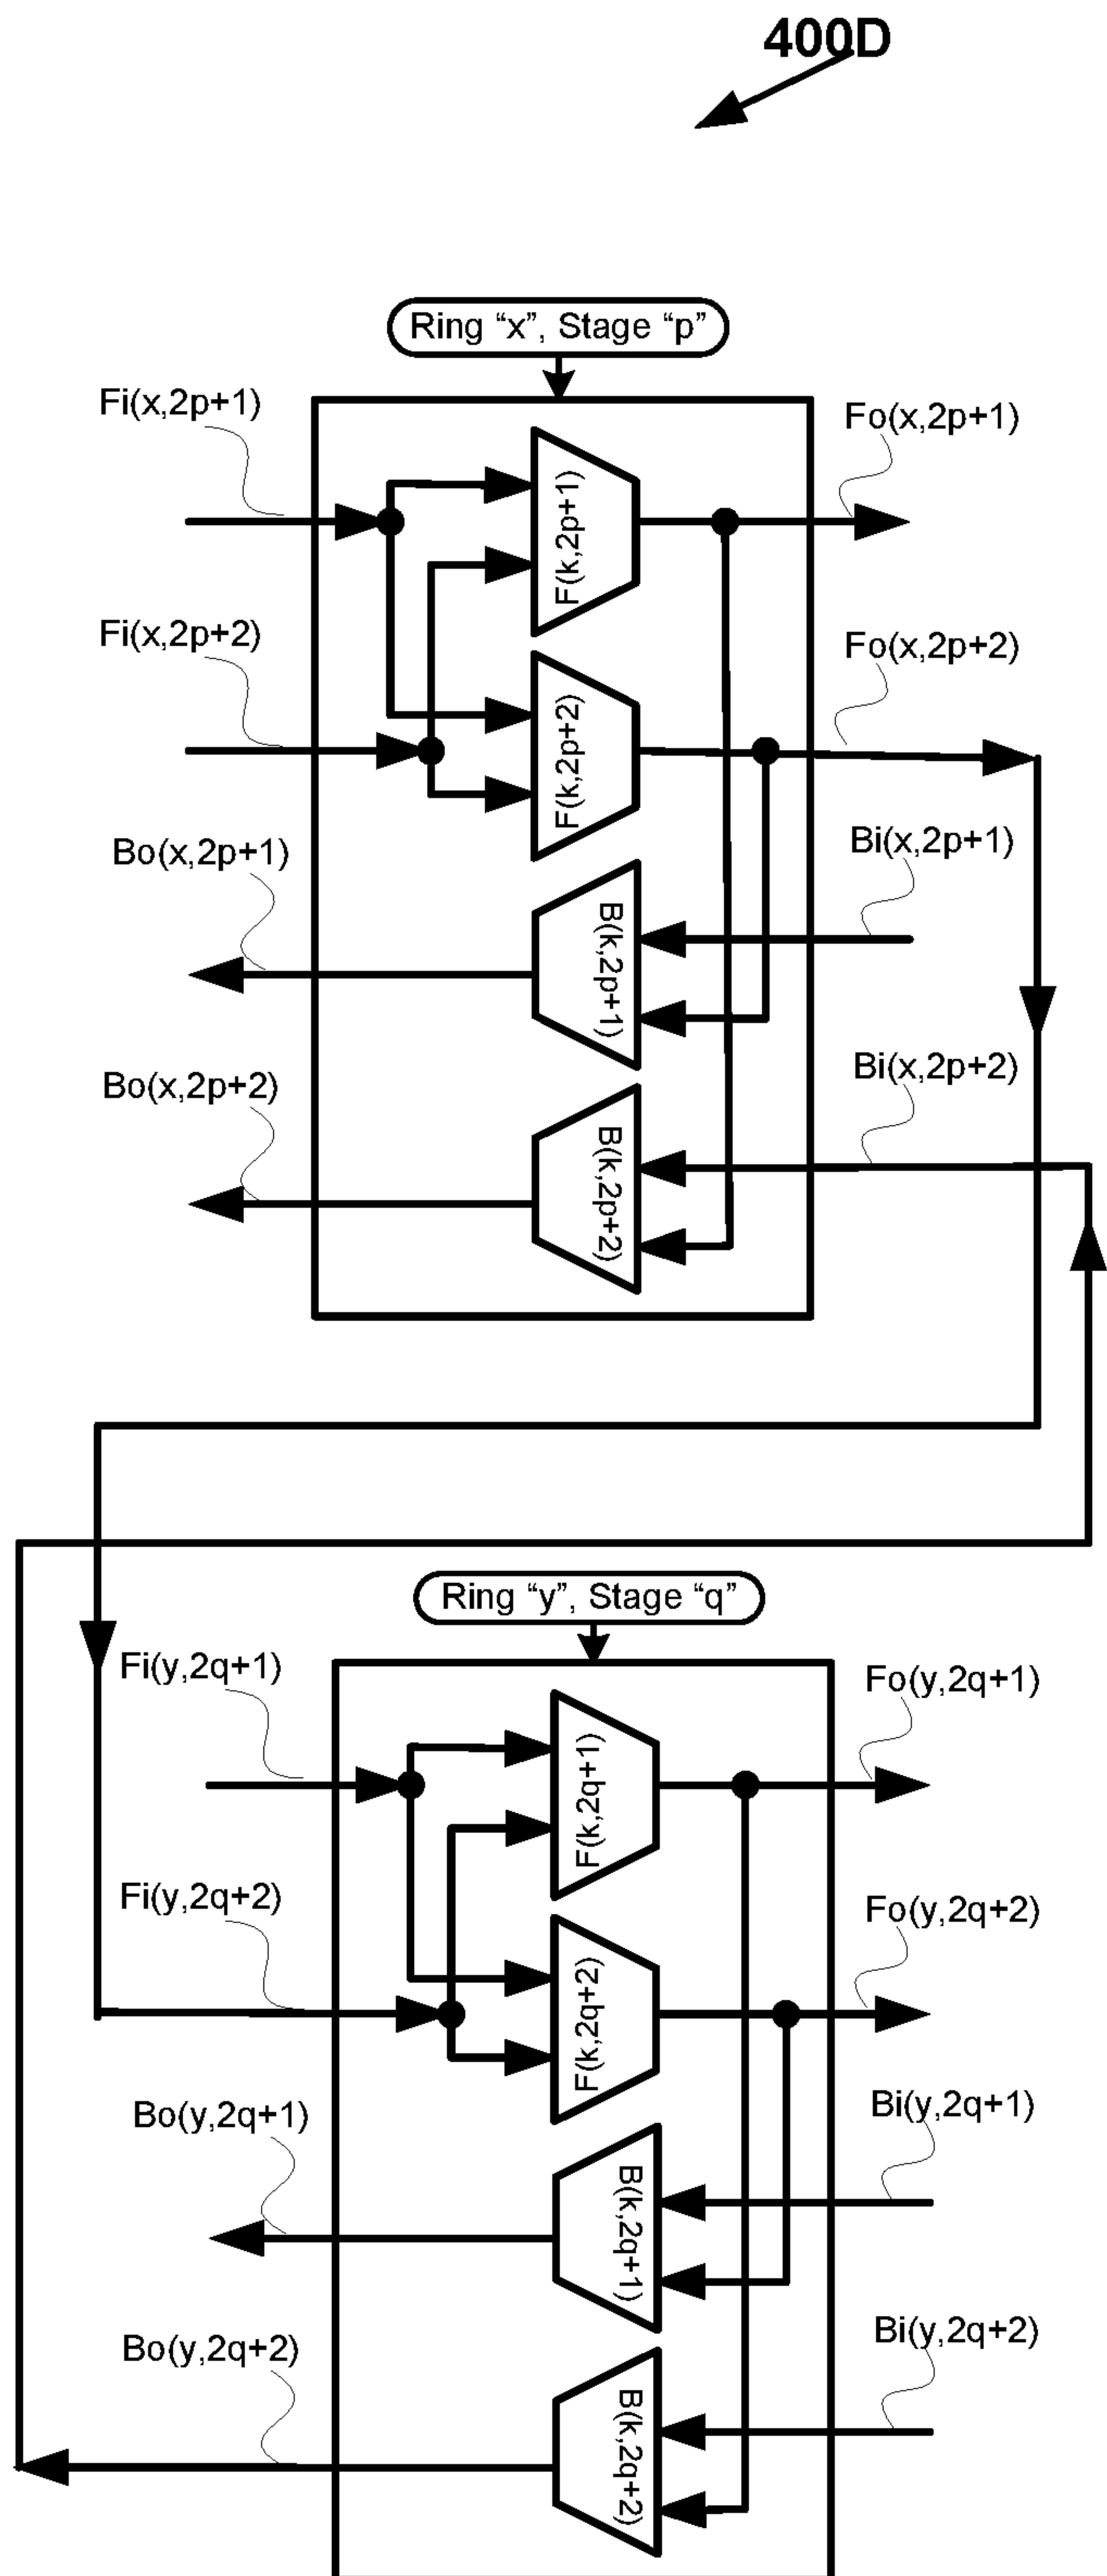 400D
Ring “x”, Stage “p”
Fi(x,2p+1)
Fo(x,2p+1)
F(k,2p+1)
Fi(x,2p+2)
Fo(x,2p+2)
F(k,2p+2)
Bo(x,2p+1)
Bi(x,2p+1)
B(k,2p+1)
Bo(x,2p+2)
Bi(x,2p+2)
B(k,2p+2)
Ring “y”, Stage “q”
Fi(y,2q+1)
Fo(y,2q+1)
F(k,2q+1)
Fi(y,2q+2)
Fo(y,2q+2)
F(k,2q+2)
Bo(y,2q+1)
Bi(y,2q+1)
B(k,2q+1)
Bo(y,2q+2)
Bi(y,2q+2)
B(k,2q+2)